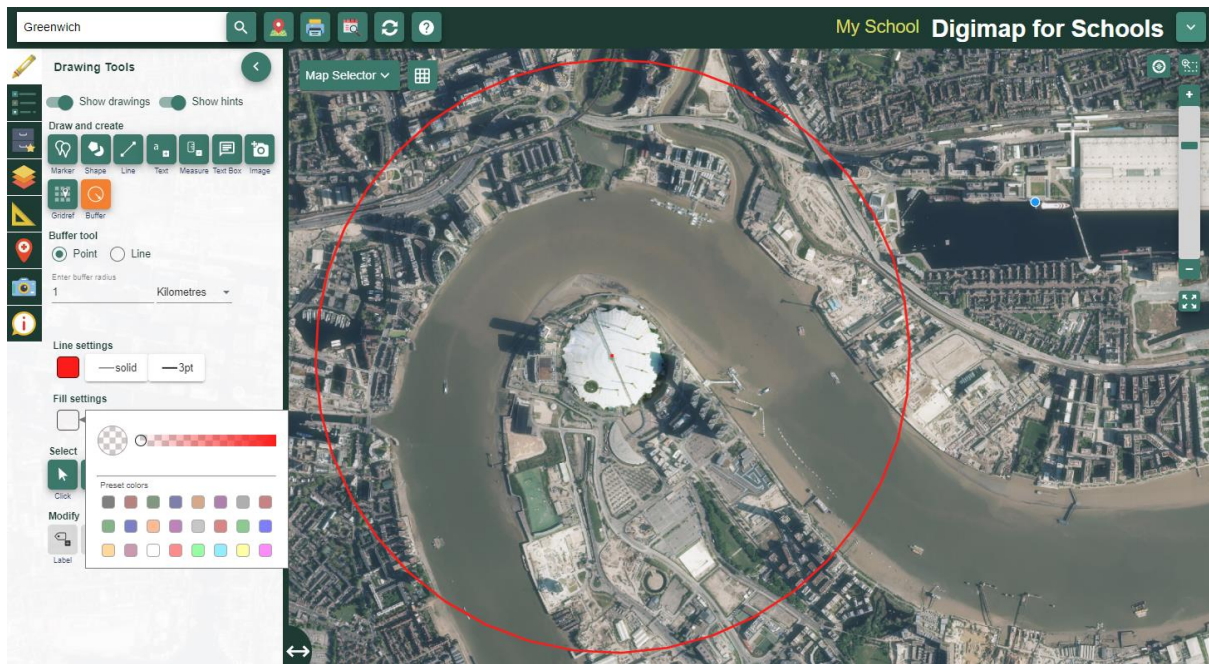 Greenwich
My School Digimap for Schools
Drawing Tools
Map Selector
Show drawings Show hints
Draw and create
Marker Shape Line Text Measure Text Box Image
Gridref Buffer
Buffer tool
Point Line
Enter buffer radius
1 Kilometres
Line settings
solid 3pt
Fill settings
Select
Click
Preset colors
Modify
Label